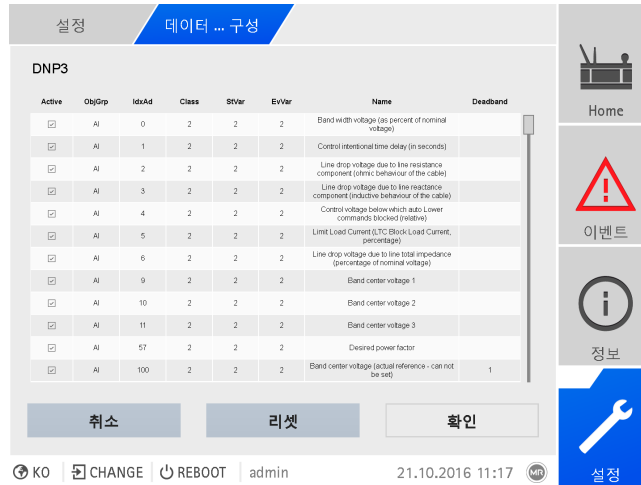 설정
데이터 ... 구성
DNP3
Active ObjGrp IdxAd Class StVar EvVar Name Deadband
AI 0 2 2 2 Band width voltage (as percent of nominal
voltage)
AI 1 2 2 2 Control intentional time delay (in seconds)
AI 2 2 2 2 Line drop voltage due to line resistance
component (ohmic behaviour of the cable)
AI 3 2 2 2 Line drop voltage due to line reactance
component (inductive behaviour of the cable)
AI 4 2 2 2 Control voltage below which auto Lower
commands blocked (relative)
AI 5 2 2 2 Limit Load Current (LTC Block Load Current,
percentage)
AI 6 2 2 2 Line drop voltage due to line total impedance
(percentage of nominal voltage)
AI 9 2 2 2 Band center voltage 1
AI 10 2 2 2 Band center voltage 2
AI 11 2 2 2 Band center voltage 3
AI 57 2 2 2 Desired power factor
AI 100 2 2 2 Band center voltage (actual reference - can not
be set) 1
취소
리셋
확인
KO CHANGE REBOOT admin 21.10.2016 11:17 MR
Home
이벤트
정보
설정